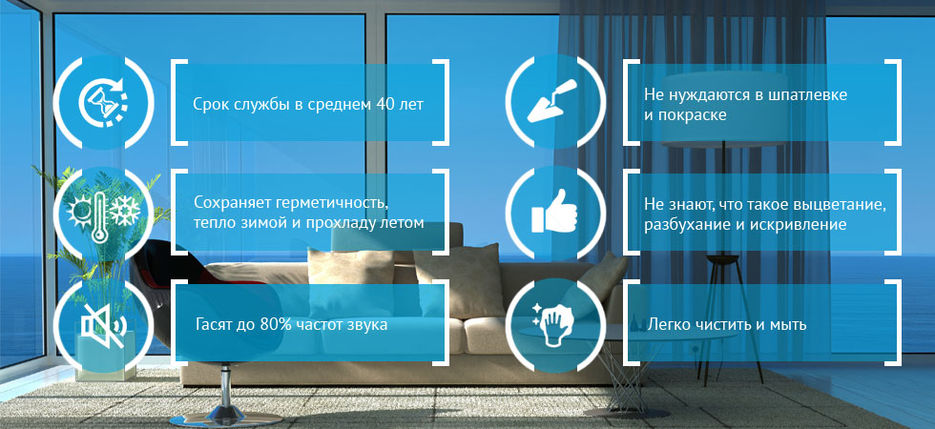 Срок службы в среднем 40 лет
Сохраняет герметичность,
тепло зимой и прохладу летом
Гасят до 80% частот звука
Не нуждаются в шпатлевке
и покраске
Не знают, что такое выцветание,
разбухание и искривление
Легко чистить и мыть